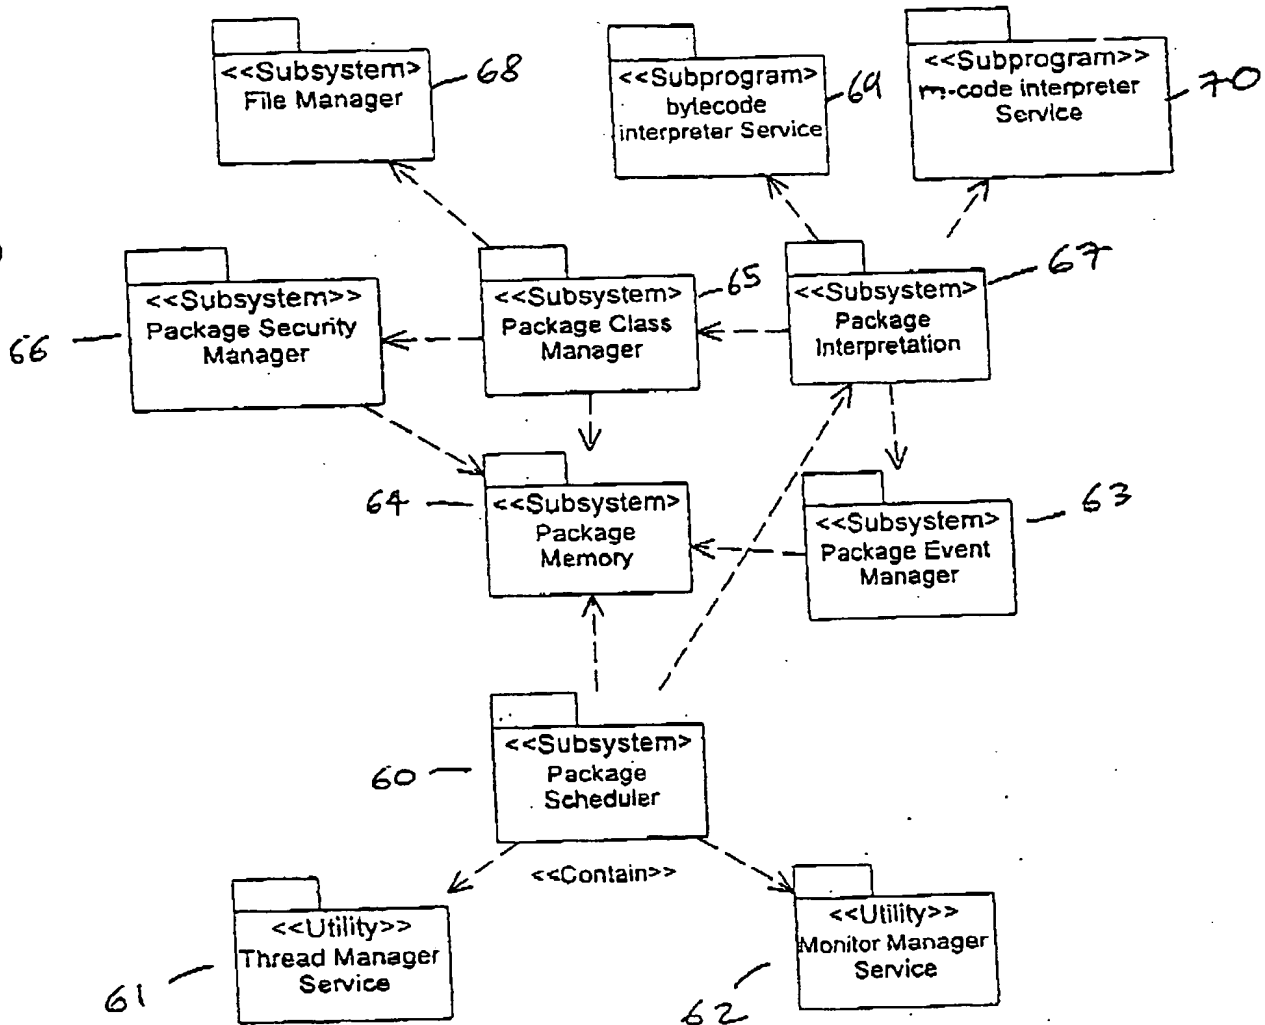 <<Subsystem>
File Manager
68
<<Subprogram>
bytecode
interpreter Service
69
<<Subprogram>>
m-code interpreter
Service
70
<<Subsystem>>
Package Security
Manager
66
<<Subsystem>
Package Class
Manager
65
<<Subsystem>
Package
Interpretation
67
64
<<Subsystem>
Package
Memory
<<Subsystem>
Package Event
Manager
63
60
<<Subsystem>
Package
Scheduler
<<Contain>>
<<Utility>>
Thread Manager
Service
61
<<Utility>>
Monitor Manager
Service
62